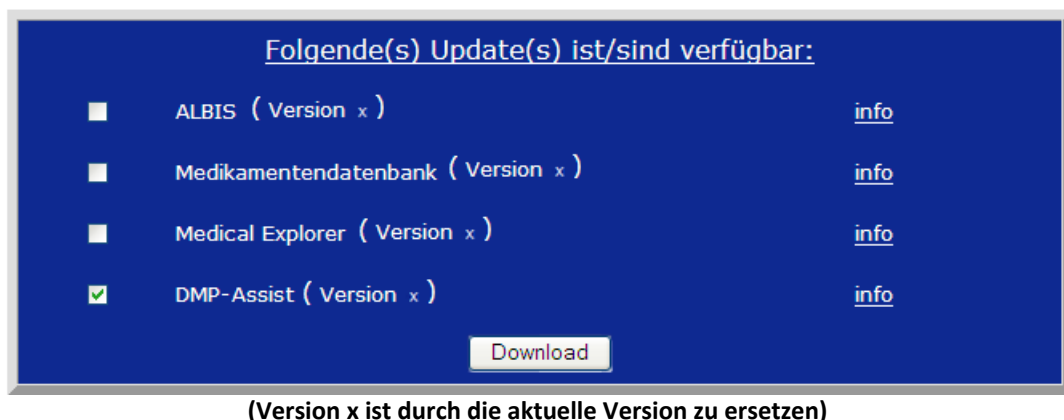 Folgende(s) Update(s) ist/sind verfügbar:
ALBIS ( Version x ) info
Medikamentendatenbank ( Version x ) info
Medical Explorer ( Version x ) info
DMP-Assist ( Version x ) info
Download
(Version x ist durch die aktuelle Version zu ersetzen)